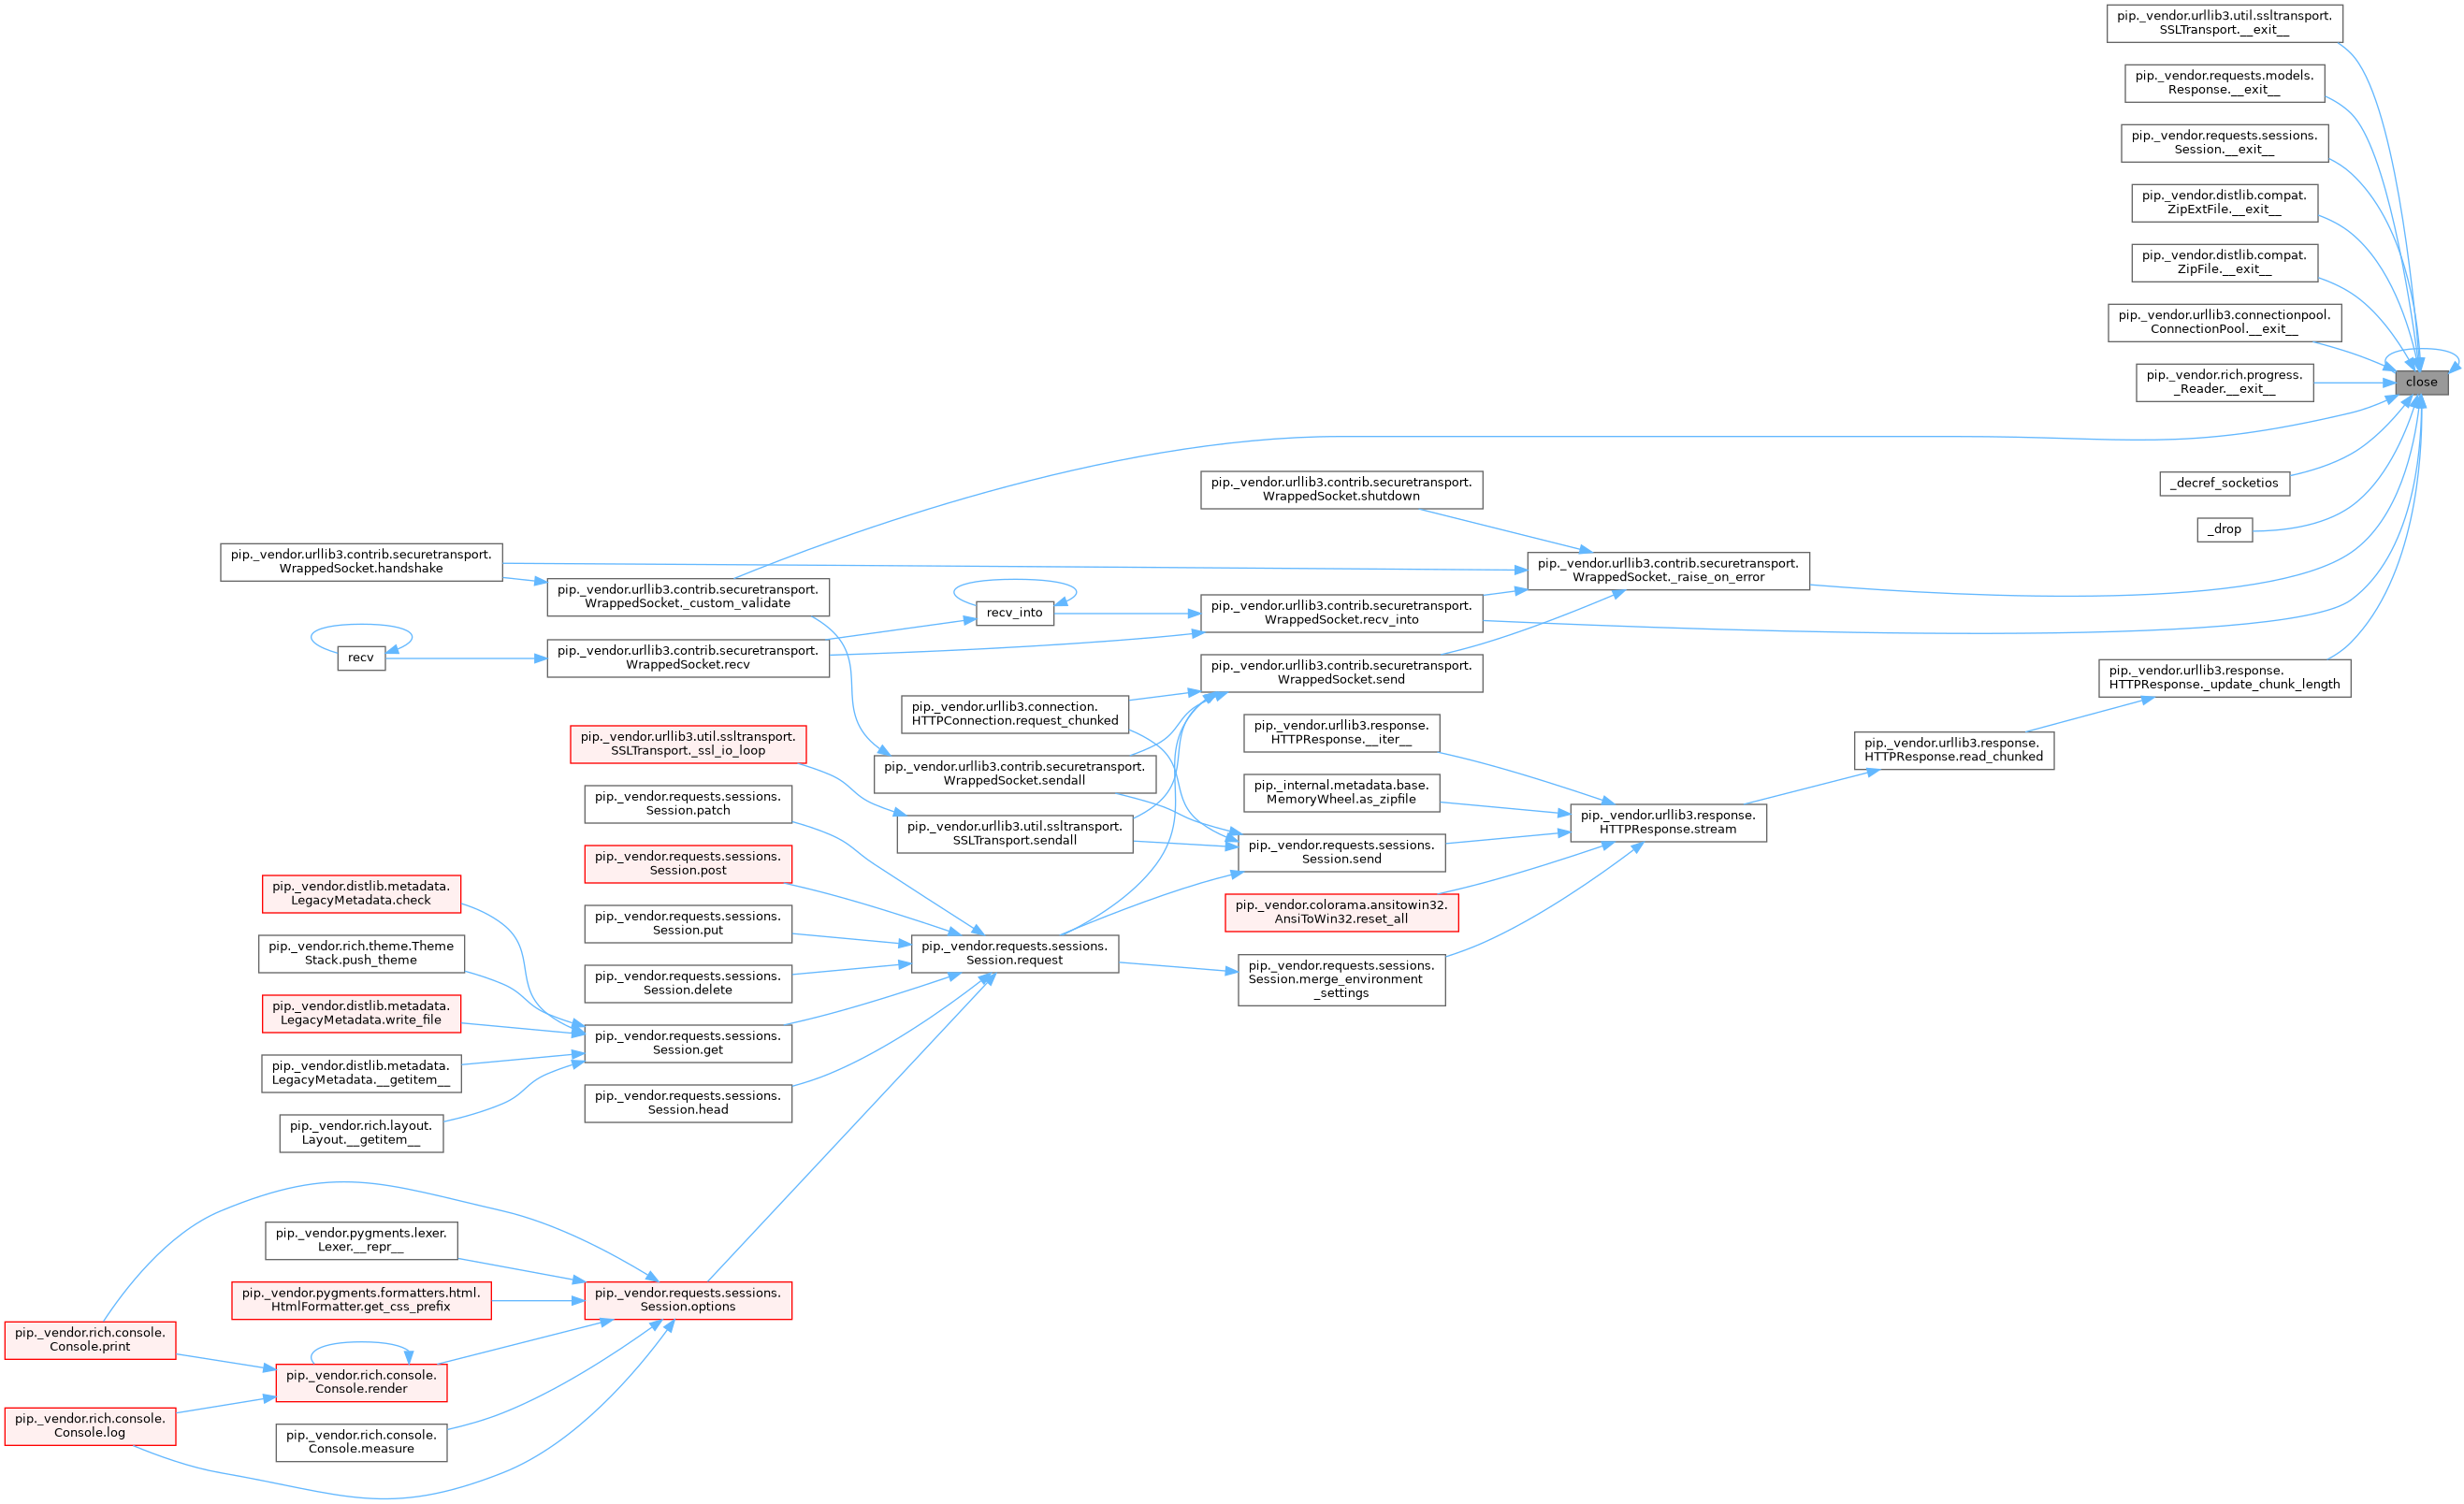 pip._vendor.urllib3.util.ssltransport.
SSLTransport.__exit__
pip._vendor.requests.models.
Response.__exit__
pip._vendor.requests.sessions.
Session.__exit__
pip._vendor.distlib.compat.
ZipExtFile.__exit__
pip._vendor.distlib.compat.
ZipFile.__exit__
pip._vendor.urllib3.connectionpool.
ConnectionPool.__exit__
pip._vendor.rich.progress.
_Reader.__exit__
close
_decref_socketios
_drop
pip._vendor.urllib3.contrib.securetransport.
WrappedSocket.shutdown
pip._vendor.urllib3.contrib.securetransport.
WrappedSocket.handshake
pip._vendor.urllib3.contrib.securetransport.
WrappedSocket._raise_on_error
pip._vendor.urllib3.contrib.securetransport.
WrappedSocket._custom_validate
recv_into
pip._vendor.urllib3.contrib.securetransport.
WrappedSocket.recv_into
recv
pip._vendor.urllib3.contrib.securetransport.
WrappedSocket.recv
pip._vendor.urllib3.contrib.securetransport.
WrappedSocket.send
pip._vendor.urllib3.response.
HTTPResponse._update_chunk_length
pip._vendor.urllib3.connection.
HTTPConnection.request_chunked
pip._vendor.urllib3.response.
HTTPResponse.__iter__
pip._vendor.urllib3.response.
HTTPResponse.read_chunked
pip._vendor.urllib3.util.ssltransport.
SSLTransport._ssl_io_loop
pip._vendor.urllib3.contrib.securetransport.
WrappedSocket.sendall
pip._internal.metadata.base.
MemoryWheel.as_zipfile
pip._vendor.requests.sessions.
Session.patch
pip._vendor.urllib3.util.ssltransport.
SSLTransport.sendall
pip._vendor.urllib3.response.
HTTPResponse.stream
pip._vendor.requests.sessions.
Session.send
pip._vendor.requests.sessions.
Session.post
pip._vendor.distlib.metadata.
LegacyMetadata.check
pip._vendor.colorama.ansitowin32.
AnsiToWin32.reset_all
pip._vendor.requests.sessions.
Session.put
pip._vendor.rich.theme.Theme
Stack.push_theme
pip._vendor.requests.sessions.
Session.request
pip._vendor.requests.sessions.
Session.merge_environment
_settings
pip._vendor.requests.sessions.
Session.delete
pip._vendor.distlib.metadata.
LegacyMetadata.write_file
pip._vendor.requests.sessions.
Session.get
pip._vendor.distlib.metadata.
LegacyMetadata.__getitem__
pip._vendor.requests.sessions.
Session.head
pip._vendor.rich.layout.
Layout.__getitem__
pip._vendor.pygments.lexer.
Lexer.__repr__
pip._vendor.pygments.formatters.html.
HtmlFormatter.get_css_prefix
pip._vendor.requests.sessions.
Session.options
pip._vendor.rich.console.
Console.print
pip._vendor.rich.console.
Console.render
pip._vendor.rich.console.
Console.log
pip._vendor.rich.console.
Console.measure